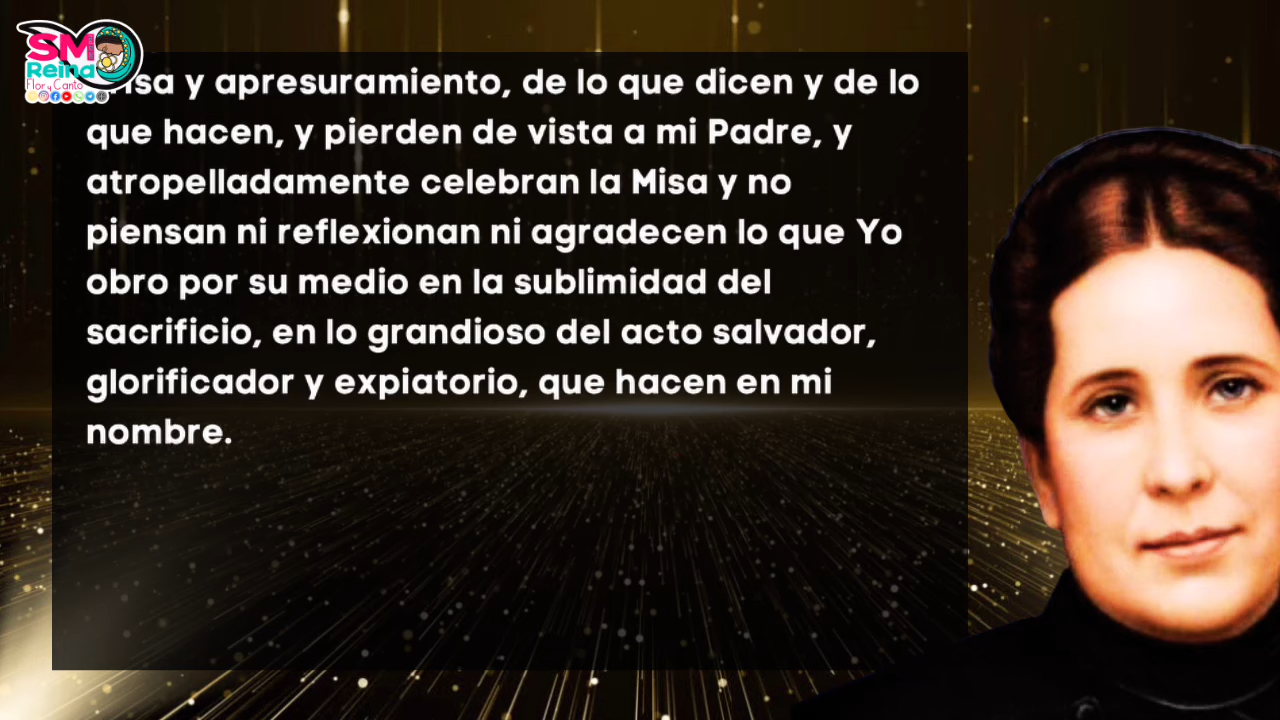 SM
Reina
Flor y Canto
isa y apresuramiento, de lo que dicen y de lo
que hacen, y pierden de vista a mi Padre, y
atropelladamente celebran la Misa y no
piensan ni reflexionan ni agradecen lo que Yo
obro por su medio en la sublimidad del
sacrificio, en lo grandioso del acto salvador,
glorificador y expiatorio, que hacen en mi
nombre.